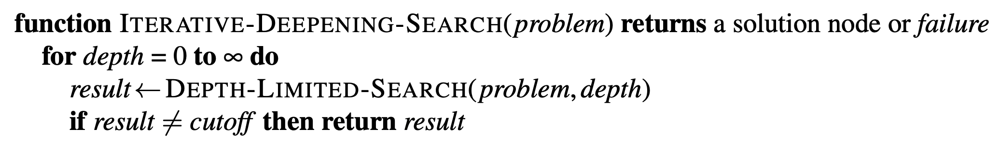 function ITERATIVE-DEEPENING-SEARCH(problem) returns a solution node or failure
for depth = 0 to ∞ do
result ← DEPTH-LIMITED-SEARCH(problem, depth)
if result ≠ cutoff then return result